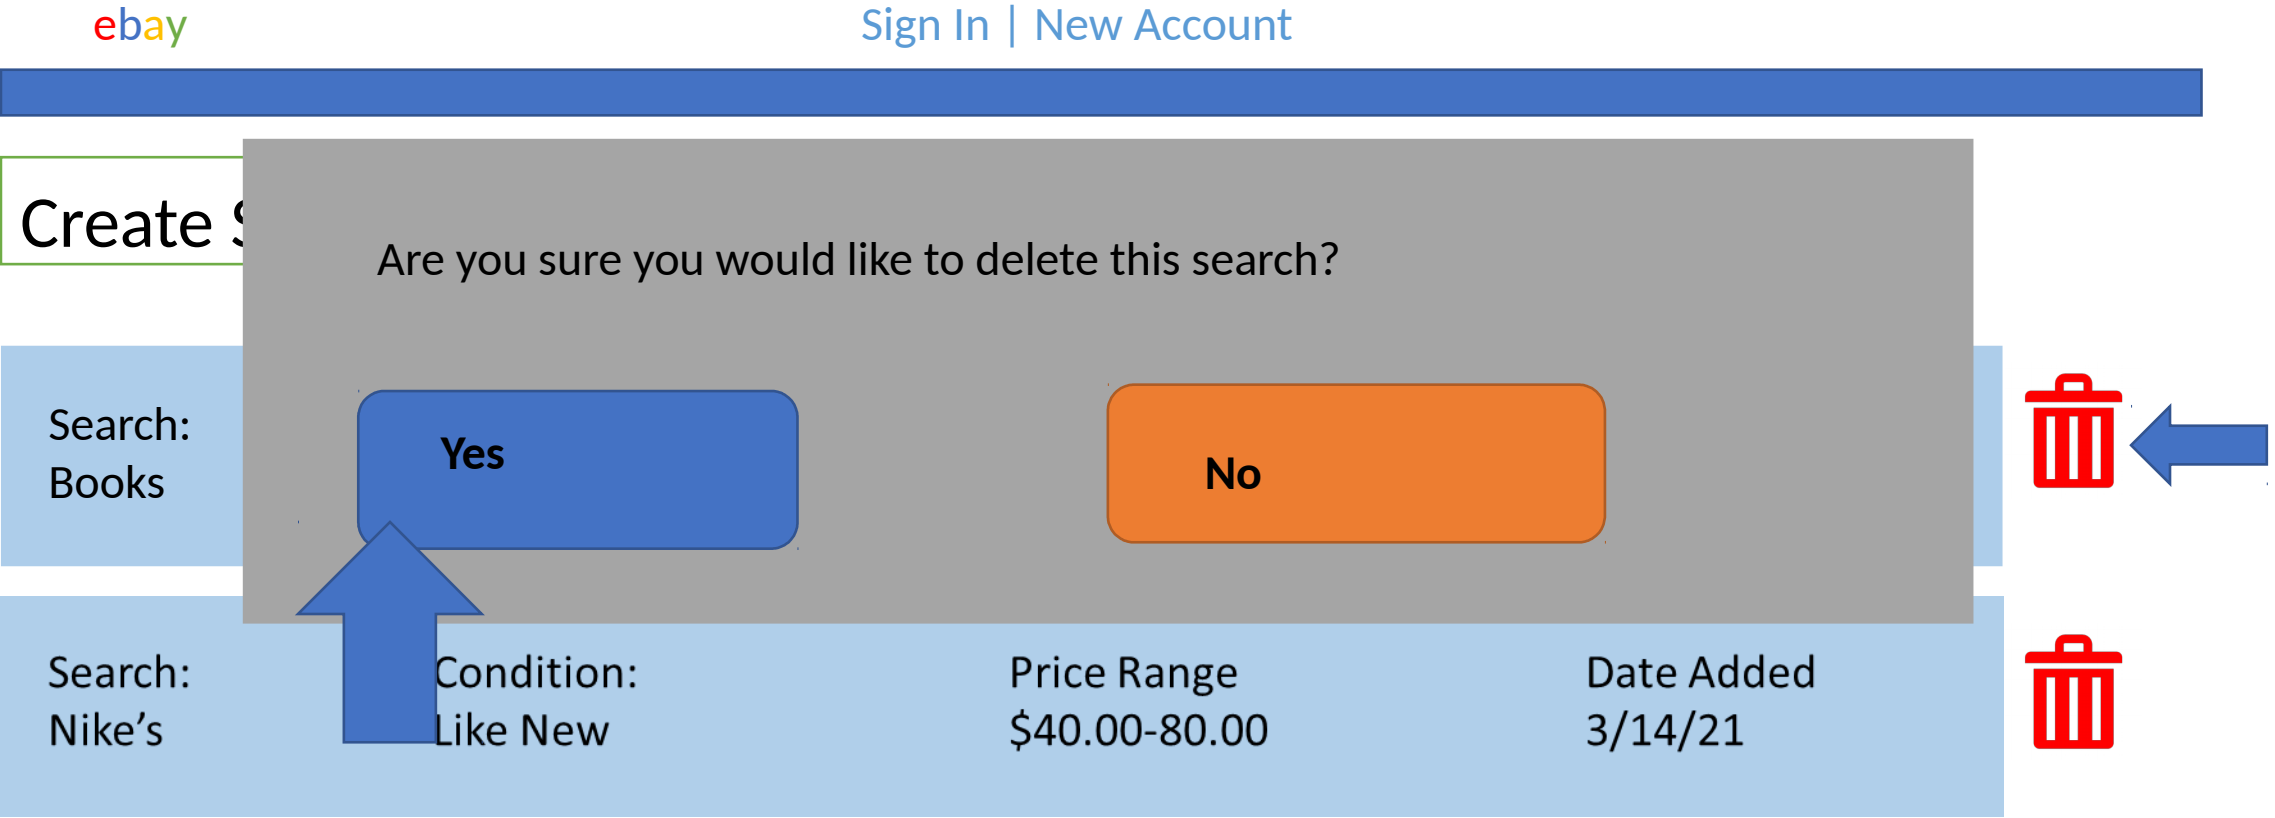 ebay
Sign In | New Account
Create S
Are you sure you would like to delete this search?
Yes
No
Search:
Books
Search:
Nike’s
Condition:
Like New
Price Range
$40.00-80.00
Date Added
3/14/21